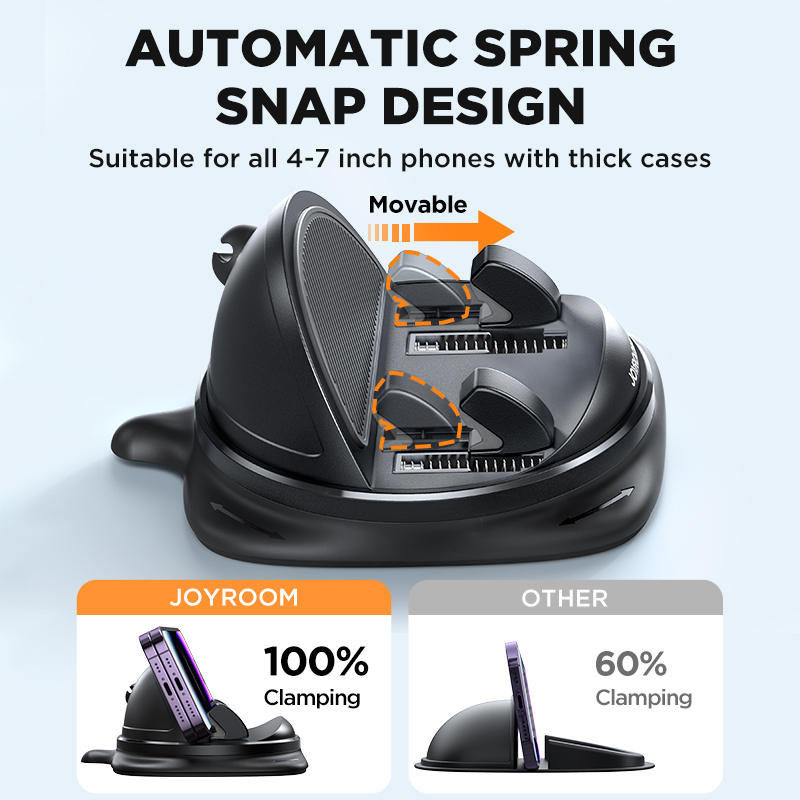 AUTOMATIC SPRING
SNAP DESIGN
Suitable for all 4-7 inch phones with thick cases
Movable
JOYROOM
OTHER
100%
Clamping
60%
Clamping